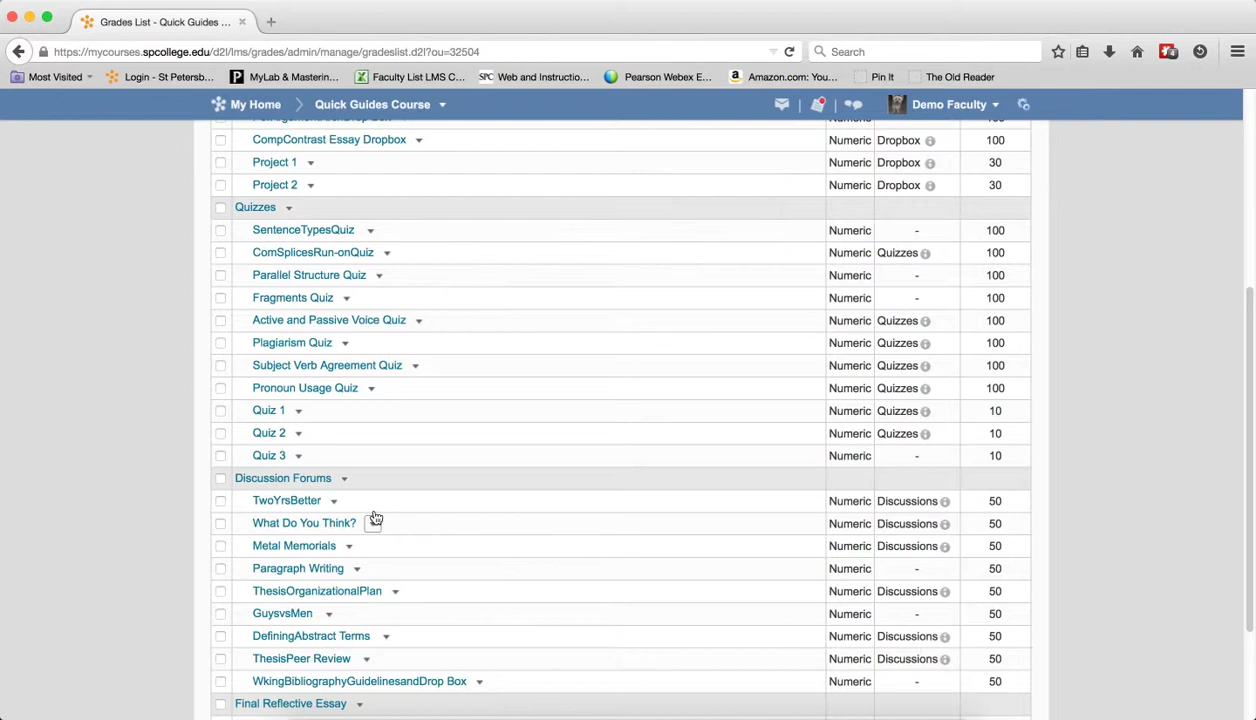 Grades List - Quick Guides ...
https://mycourses.spcollege.edu/d2l/lms/grades/admin/manage/gradeslist.d2l?ou=32504 Search
Most Visited Login - St Petersb... MyLab & Mastering... Faculty List LMS C... SPC Web and Instructio... Pearson Webex E... Amazon.com: You... Pin It The Old Reader
My Home Quick Guides Course Demo Faculty
CompContrast Essay Dropbox Numeric Dropbox 100
Project 1 Numeric Dropbox 30
Project 2 Numeric Dropbox 30
Quizzes
SentenceTypesQuiz Numeric - 100
ComSplicesRun-onQuiz Numeric Quizzes 100
Parallel Structure Quiz Numeric - 100
Fragments Quiz Numeric - 100
Active and Passive Voice Quiz Numeric Quizzes 100
Plagiarism Quiz Numeric Quizzes 100
Subject Verb Agreement Quiz Numeric Quizzes 100
Pronoun Usage Quiz Numeric Quizzes 100
Quiz 1 Numeric Quizzes 10
Quiz 2 Numeric Quizzes 10
Quiz 3 Numeric - 10
Discussion Forums
TwoYrsBetter Numeric Discussions 50
What Do You Think? Numeric Discussions 50
Metal Memorials Numeric Discussions 50
Paragraph Writing Numeric - 50
ThesisOrganizationalPlan Numeric Discussions 50
GuysvsMen Numeric - 50
DefiningAbstract Terms Numeric Discussions 50
ThesisPeer Review Numeric Discussions 50
WkingBibliographyGuidelinesandDrop Box Numeric - 50
Final Reflective Essay